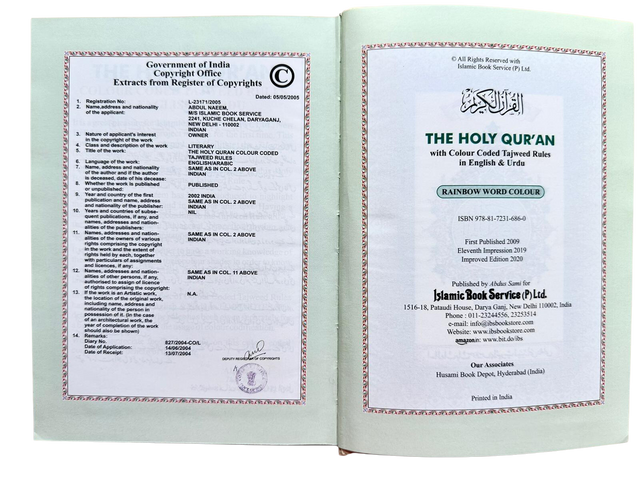 Government of India
Copyright Office
Extracts from Register of Copyrights
©
Dated: 05/05/2005
1. Registration No: L-23171/2005
2. Name,address and nationality ABDUL NAEEM,
of the applicant: M/S ISLAMIC BOOK SERVICE
2241, KUCHE CHELAN, DARYAGANJ,
NEW DELHI - 110002
INDIAN
3. Nature of applicant's interest OWNER
in the copyright of the work
4. Class and description of the work LITERARY
5. Title of the work: THE HOLY QURAN COLOUR CODED
TAJWEED RULES
6. Language of the work: ENGLISH/ARABIC
7. Name, address and nationality SAME AS IN COL. 2 ABOVE
of the author and if the author INDIAN
is deceased, date of his decease:
8. Whether the work is published PUBLISHED
or unpublished:
9. Year and country of the first 2002 INDIA
publication and name, address SAME AS IN COL. 2 ABOVE
and nationality of the publisher: INDIAN
10. Years and countries of subse- NIL
quent publications, if any, and
names, addresses and nation-
alities of the publishers:
11. Names, addresses and nation- SAME AS IN COL. 2 ABOVE
alities of the owners of various INDIAN
rights comprising the copyright
in the work and the extent of
rights held by each, together
with particulars of assignments
and licences, if any:
12. Names, addresses and nation- SAME AS IN COL. 11 ABOVE
alities of other persons, if any, INDIAN
authorised to assign of licence
of rights comprising the copyright:
13. If the work is an Artistic work, N.A.
the location of the original work,
including name, address and
nationality of the person in
possession of it. (in the case
of an architectural work, the
year of completion of the work
should also be shown)
14. Remarks:
Diary No. 827/2004-CO/L
Date of Application: 14/06/2004
Date of Receipt: 13/07/2004
DEPUTY REGISTRAR OF COPYRIGHTS
© All Rights Reserved with
Islamic Book Service (P) Ltd.
القرآن الكريم
THE HOLY QUR'AN
with Colour Coded Tajweed Rules
in English & Urdu
RAINBOW WORD COLOUR
ISBN 978-81-7231-686-0
First Published 2009
Eleventh Impression 2019
Improved Edition 2020
Published by Abdus Sami for
Islamic Book Service (P) Ltd.
1516-18, Pataudi House, Darya Ganj, New Delhi 110002, India
Phone : 011-23244556, 23253514
e-mail: info@ibsbookstore.com
Website: www.ibsbookstore.com
amazon.in: www.bit.do/ibs
Our Associates
Husami Book Depot, Hyderabad (India)
Printed in India